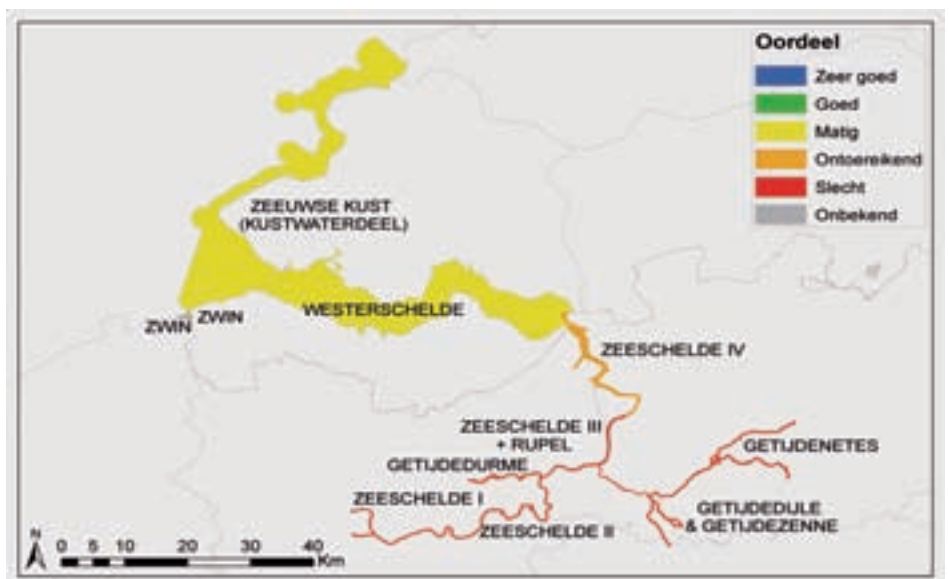 Oordeel
Zeer goed
Goed
Matig
Ontoereikend
Slecht
Onbekend
ZEEUWSE KUST
(KUSTWATERDEEL)
WESTERSCHELDE
ZWIN
ZWIN
ZEESCHELDE IV
ZEESCHELDE III
+ RUPEL
GETIJDENETES
GETIJDEDURME
ZEESCHELDE I
GETIJDEDIJLE
& GETIJDEZENNE
ZEESCHELDE II
N
0 5 10 20 30 40
Km